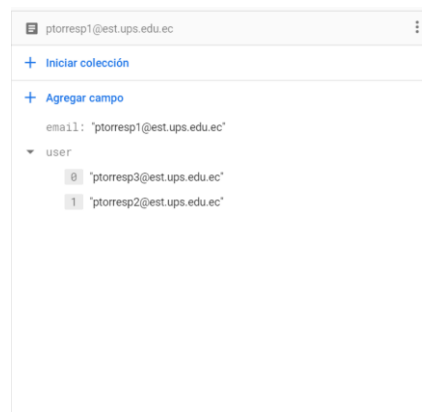 ptorresp1@est.ups.edu.ec
Iniciar colección
Agregar campo
email: "ptorresp1@est.ups.edu.ec"
user
0 "ptorresp3@est.ups.edu.ec"
1 "ptorresp2@est.ups.edu.ec"